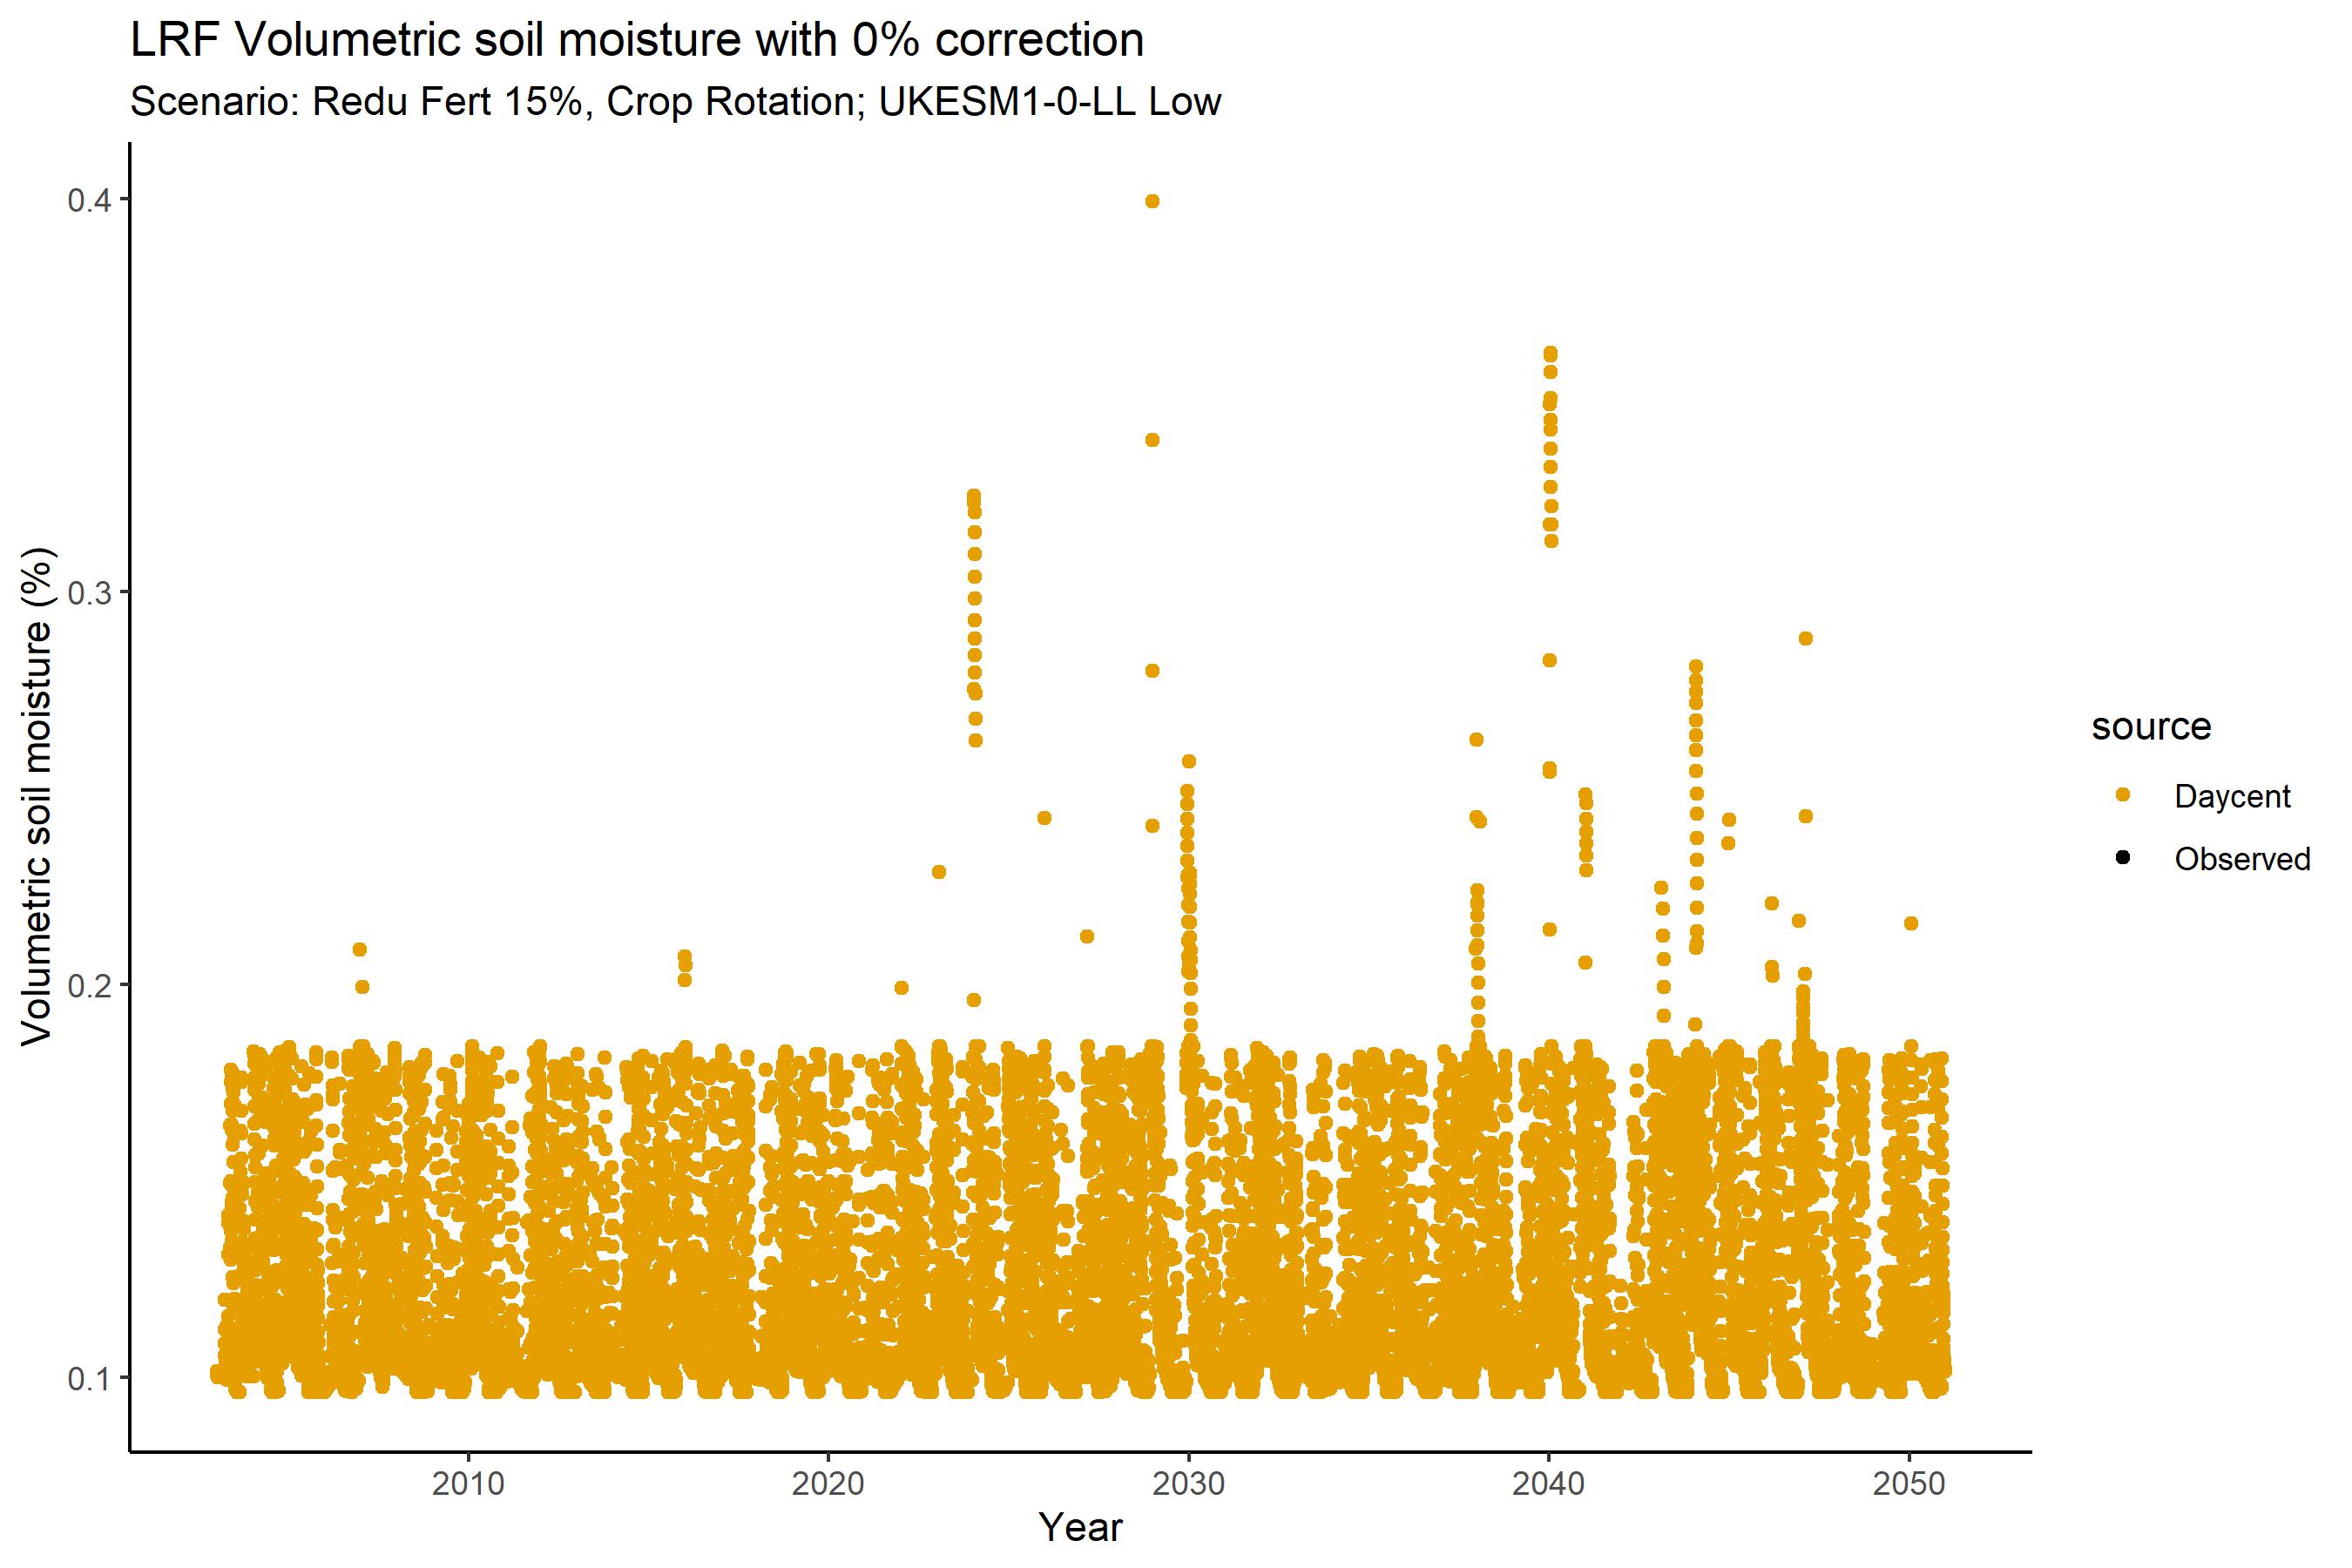 LRF Volumetric soil moisture with 0% correction
Scenario: Redu Fert 15%, Crop Rotation; UKESM1-0-LL Low
Volumetric soil moisture (%)
0.4
0.3
0.2
0.1
2010 2020 2030 2040 2050
Year
source
Daycent
Observed